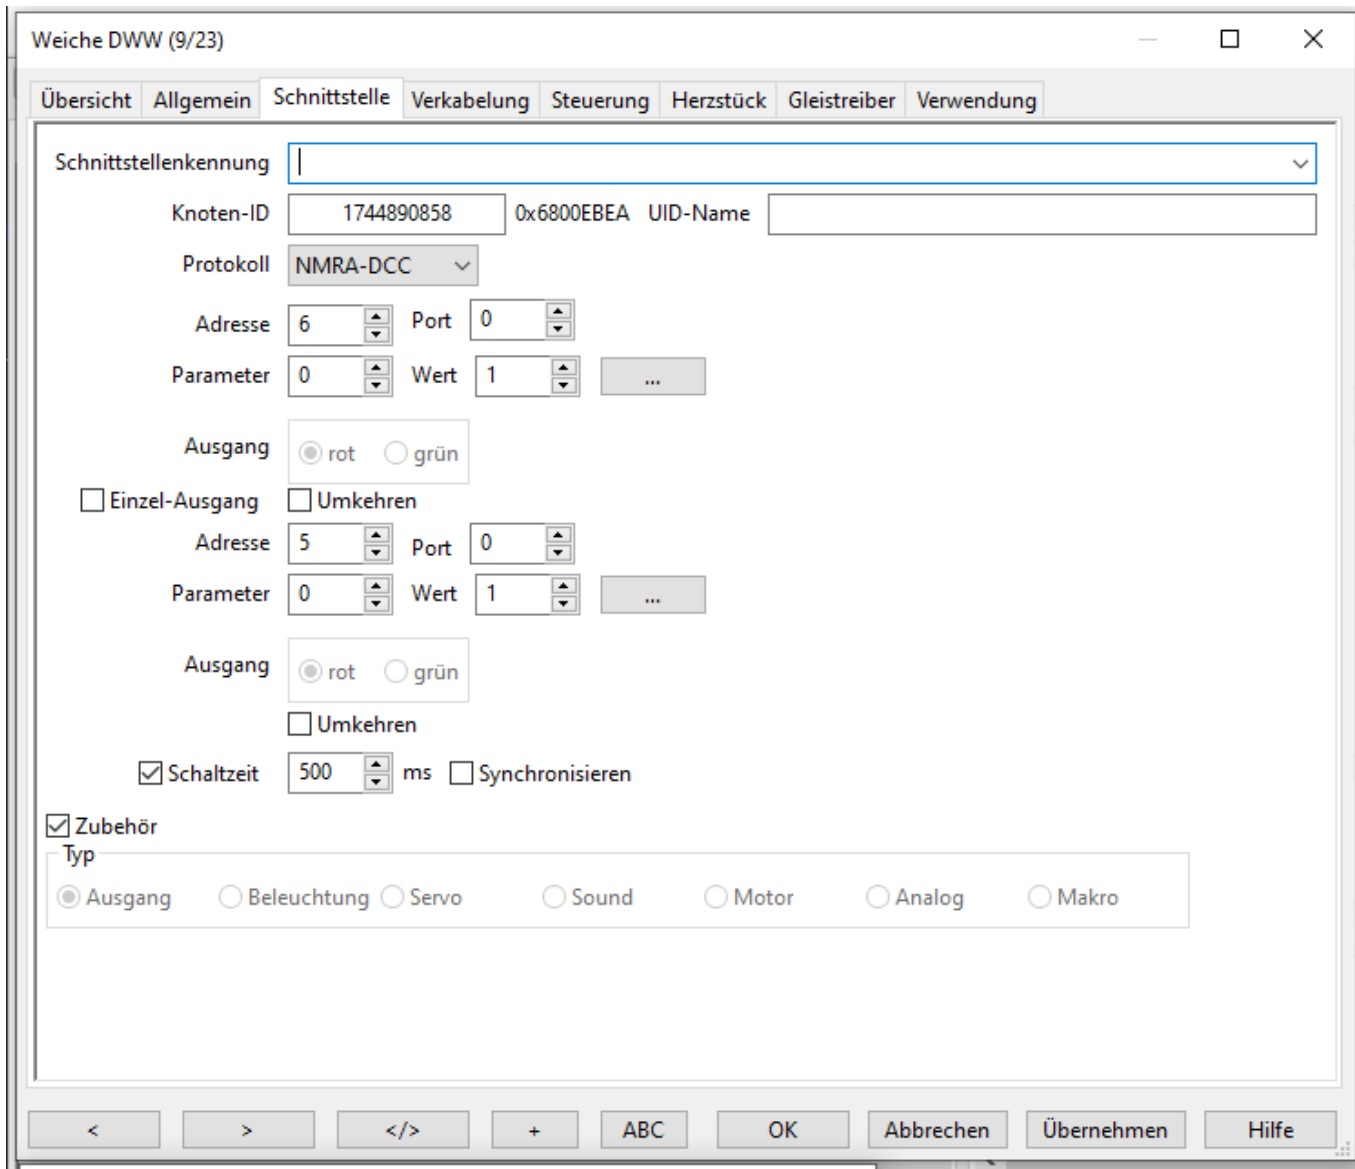 Weiche DWW (9/23)
Übersicht Allgemein Schnittstelle Verkabelung Steuerung Herzstück Gleistreiber Verwendung
Schnittstellenkennung
Knoten-ID 1744890858 0x6800EBEA UID-Name
Protokoll NMRA-DCC
Adresse 6 Port 0
Parameter 0 Wert 1 ...
Ausgang rot grün
Einzel-Ausgang Umkehren
Adresse 5 Port 0
Parameter 0 Wert 1 ...
Ausgang rot grün
Umkehren
Schaltzeit 500 ms Synchronisieren
Zubehör
Typ
Ausgang Beleuchtung Servo Sound Motor Analog Makro
< > </> + ABC OK Abbrechen Übernehmen Hilfe